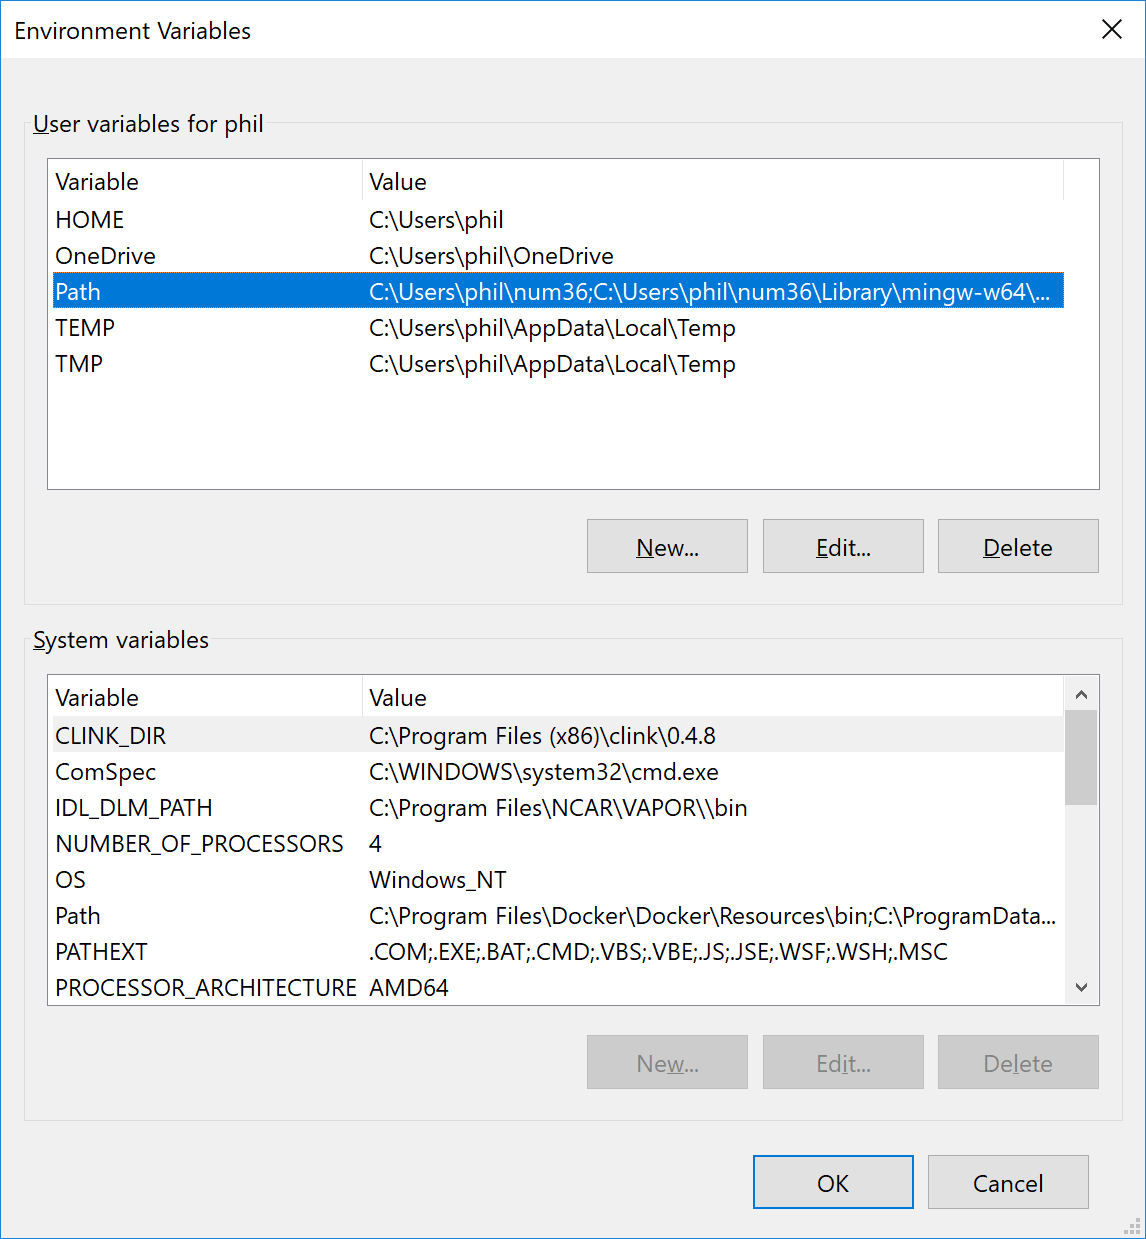 Environment Variables
User variables for phil
Variable Value
HOME C:\Users\phil
OneDrive C:\Users\phil\OneDrive
Path C:\Users\phil\num36;C:\Users\phil\num36\Library\mingw-w64\...
TEMP C:\Users\phil\AppData\Local\Temp
TMP C:\Users\phil\AppData\Local\Temp
New... Edit... Delete
System variables
Variable Value
CLINK_DIR C:\Program Files (x86)\clink\0.4.8
ComSpec C:\WINDOWS\system32\cmd.exe
IDL_DLM_PATH C:\Program Files\NCAR\VAPOR\\bin
NUMBER_OF_PROCESSORS 4
OS Windows_NT
Path C:\Program Files\Docker\Docker\Resources\bin;C:\ProgramData...
PATHEXT .COM;.EXE;.BAT;.CMD;.VBS;.VBE;.JS;.JSE;.WSF;.WSH;.MSC
PROCESSOR_ARCHITECTURE AMD64
New... Edit... Delete
OK Cancel